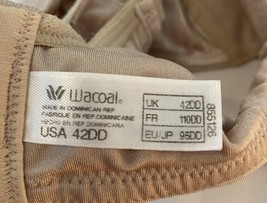 wacoal®
MADE IN DOMINICAN REP.
FABRIQUE EN REP. DOMINICAINE
HECHO EN REP. DOMINICANA
USA 42DD
UK 42DD
FR 110DD
EU/JP 95DD
855126